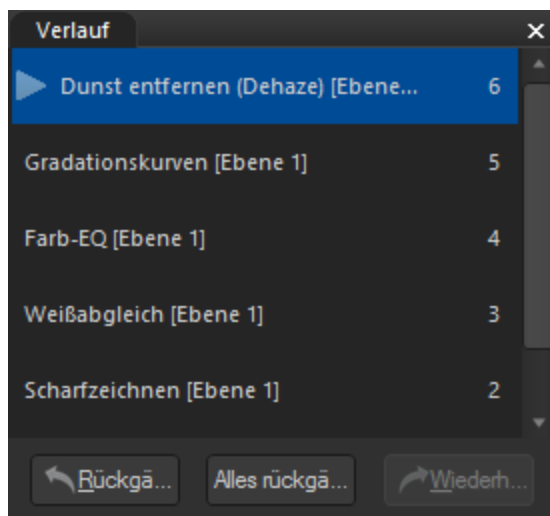 Verlauf
Dunst entfernen (Dehaze) [Ebene... 6
Gradationskurven [Ebene 1] 5
Farb-EQ [Ebene 1] 4
Weißabgleich [Ebene 1] 3
Scharfzeichnen [Ebene 1] 2
Rückgä... Alles rückgä... Wiederh...